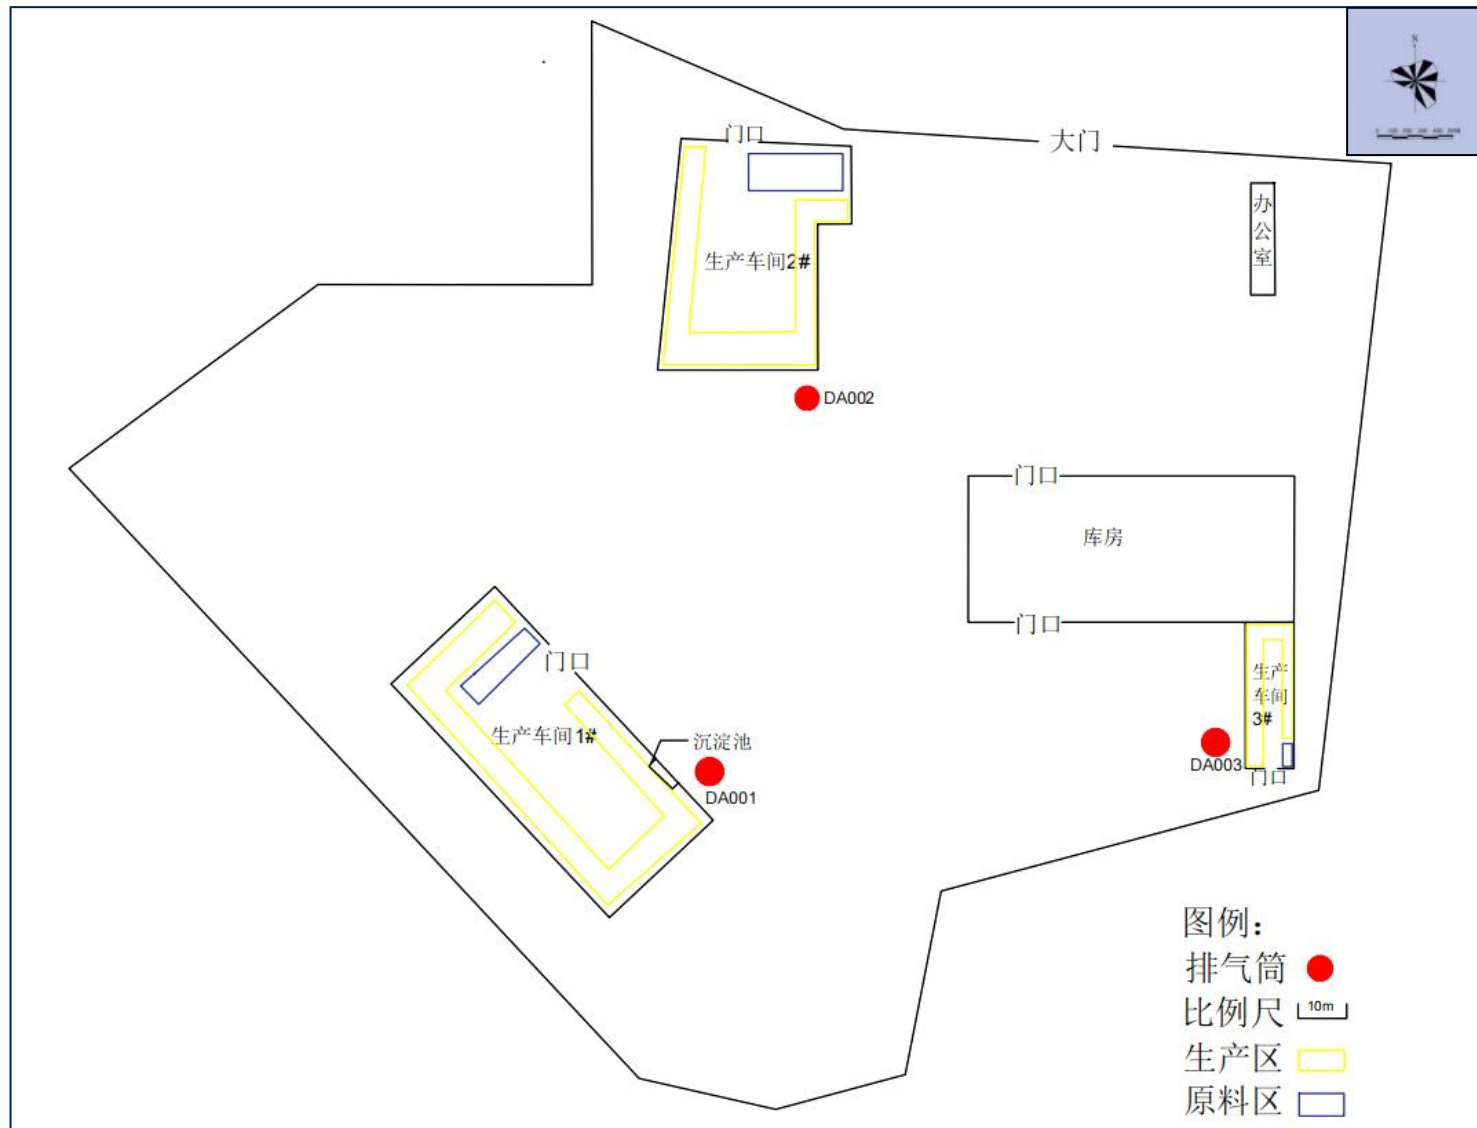 N
门口
大门
办
公
室
生产车间2#
DA002
门口
库房
门口
门口
生产
车间
3#
生产车间1#
沉淀池
DA001
DA003
门口
图例：
排气筒
比例尺 10m
生产区
原料区